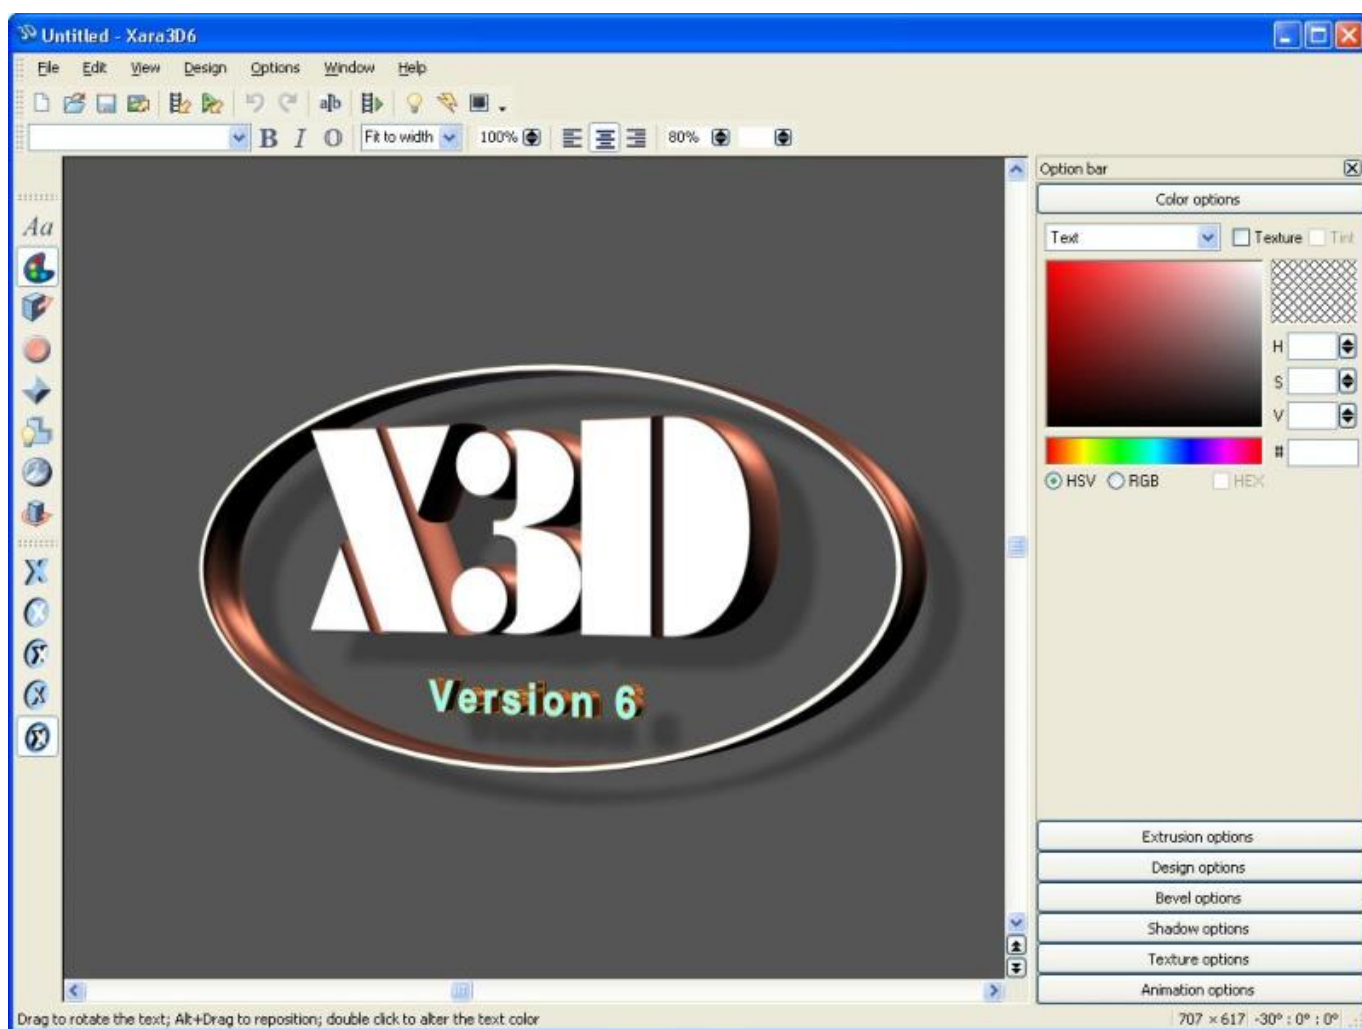 Untitled - Xara3D6
File Edit View Design Options Window Help
a|b
B I O Fit to width 100% 80%
Option bar
Color options
Aa
Text Texture Tint
H
S
V
#
HSV RGB HEX
X3D
Version 6
Extrusion options
Design options
Bevel options
Shadow options
Texture options
Animation options
Drag to rotate the text; Alt+Drag to reposition; double click to alter the text color 707 × 617 -30° : 0° : 0°